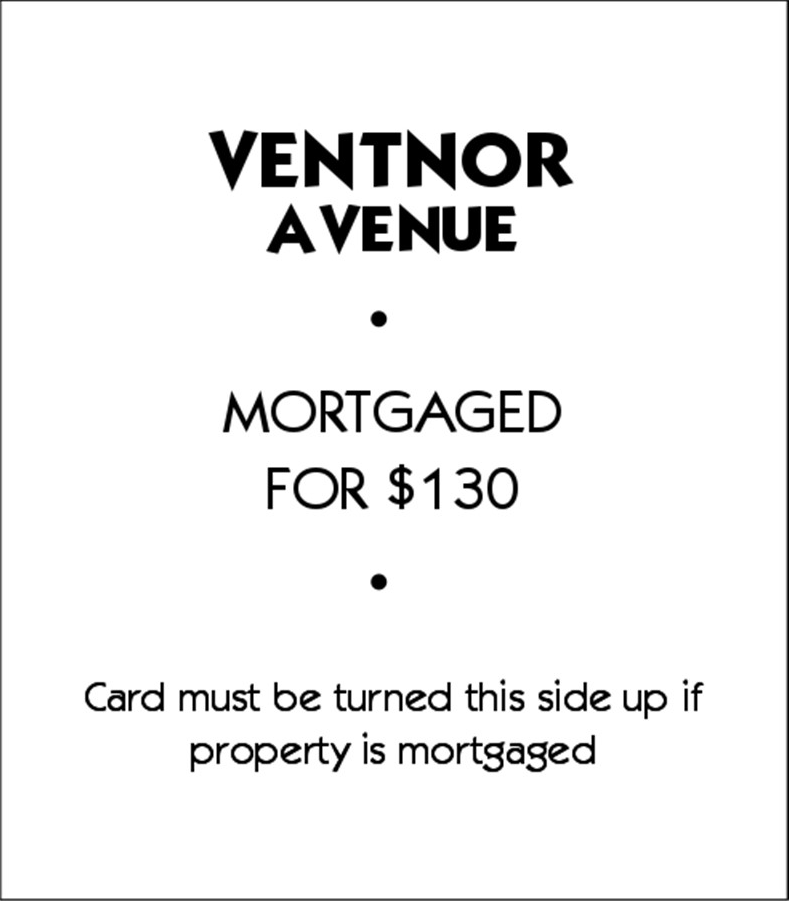 VENTNOR
AVENUE
•
MORTGAGED
FOR $130
•
Card must be turned this side up if
property is mortgaged